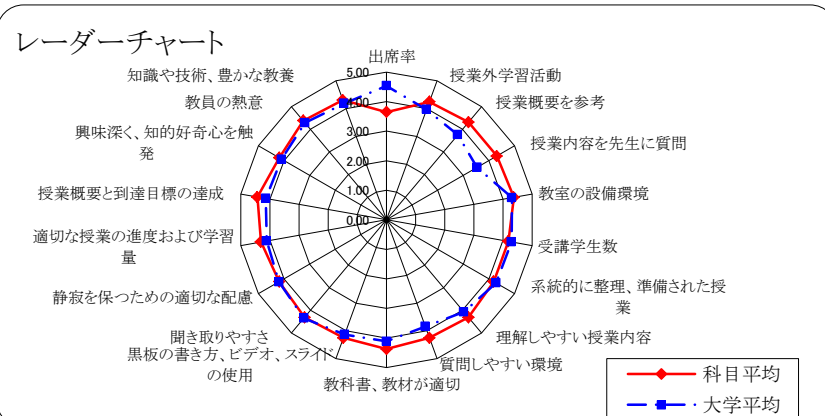 レーダーチャート
出席率
授業外学習活動
授業概要を参考
授業内容を先生に質問
教室の設備環境
受講学生数
系統的に整理、準備された授
業
理解しやすい授業内容
質問しやすい環境
教科書、教材が適切
黒板の書き方、ビデオ、スライド
の使用
聞き取りやすさ
静寂を保つための適切な配慮
適切な授業の進度および学習
量
授業概要と到達目標の達成
興味深く、知的好奇心を触
発
教員の熱意
知識や技術、豊かな教養
5.00
4.00
3.00
2.00
1.00
0.00
科目平均
大学平均